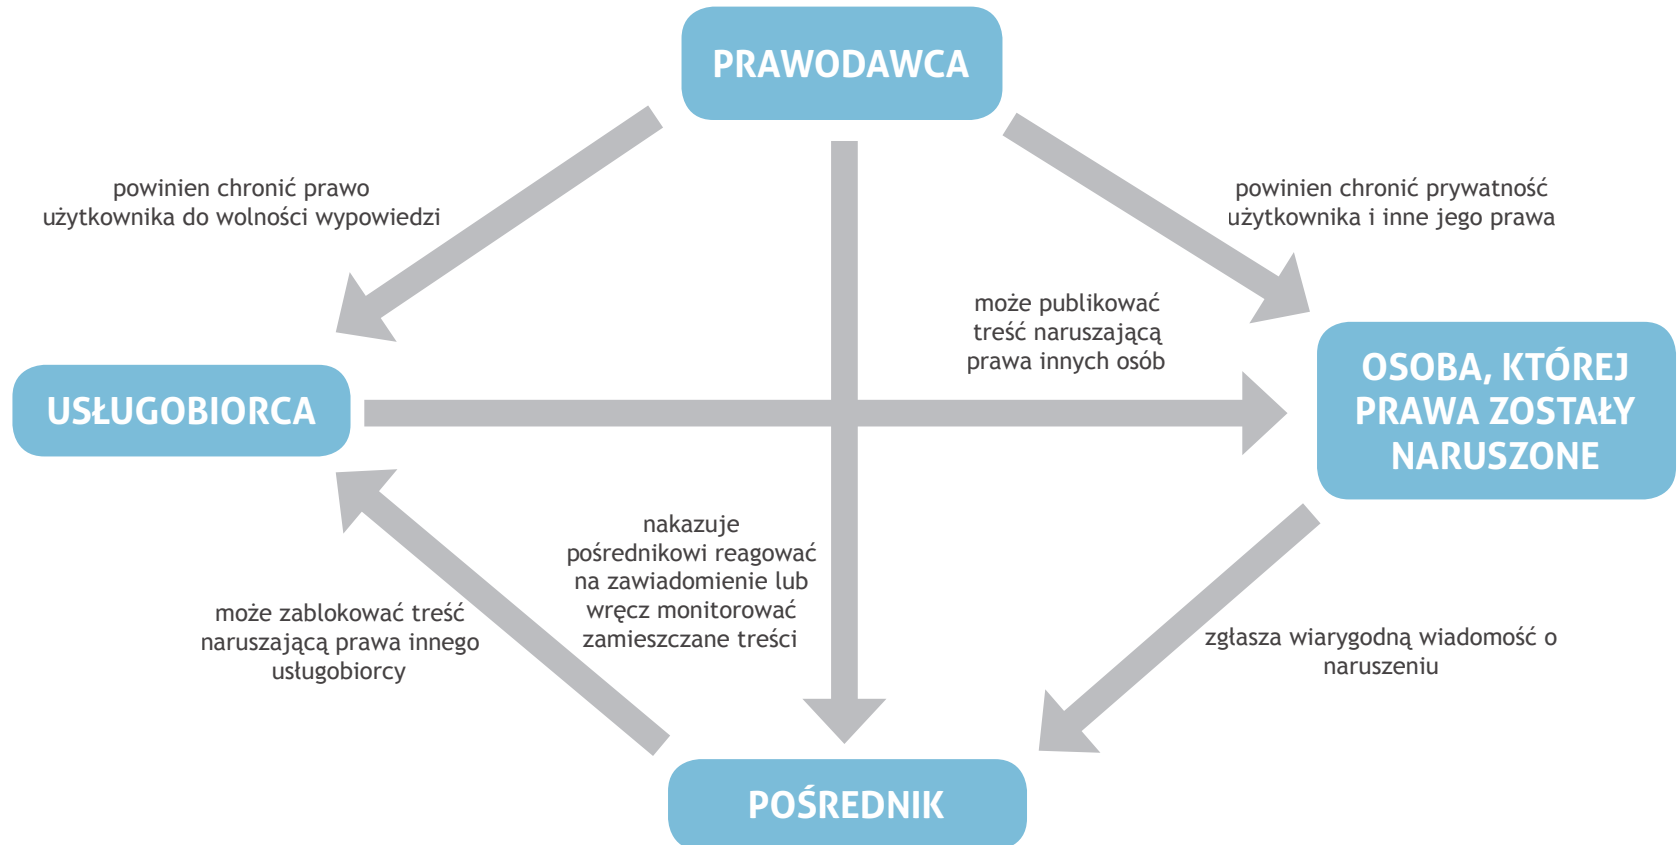 PRAWODAWCA
powinien chronić prawo
użytkownika do wolności wypowiedzi
powinien chronić prywatność
użytkownika i inne jego prawa
może publikować
treść naruszającą
prawa innych osób
USŁUGOBIORCA
OSOBA, KTÓREJ
PRAWA ZOSTAŁY
NARUSZONE
nakazuje
pośrednikowi reagować
na zawiadomienie lub
wręcz monitorować
zamieszczane treści
może zablokować treść
naruszającą prawa innego
usługobiorcy
zgłasza wiarygodną wiadomość o
naruszeniu
POŚREDNIK